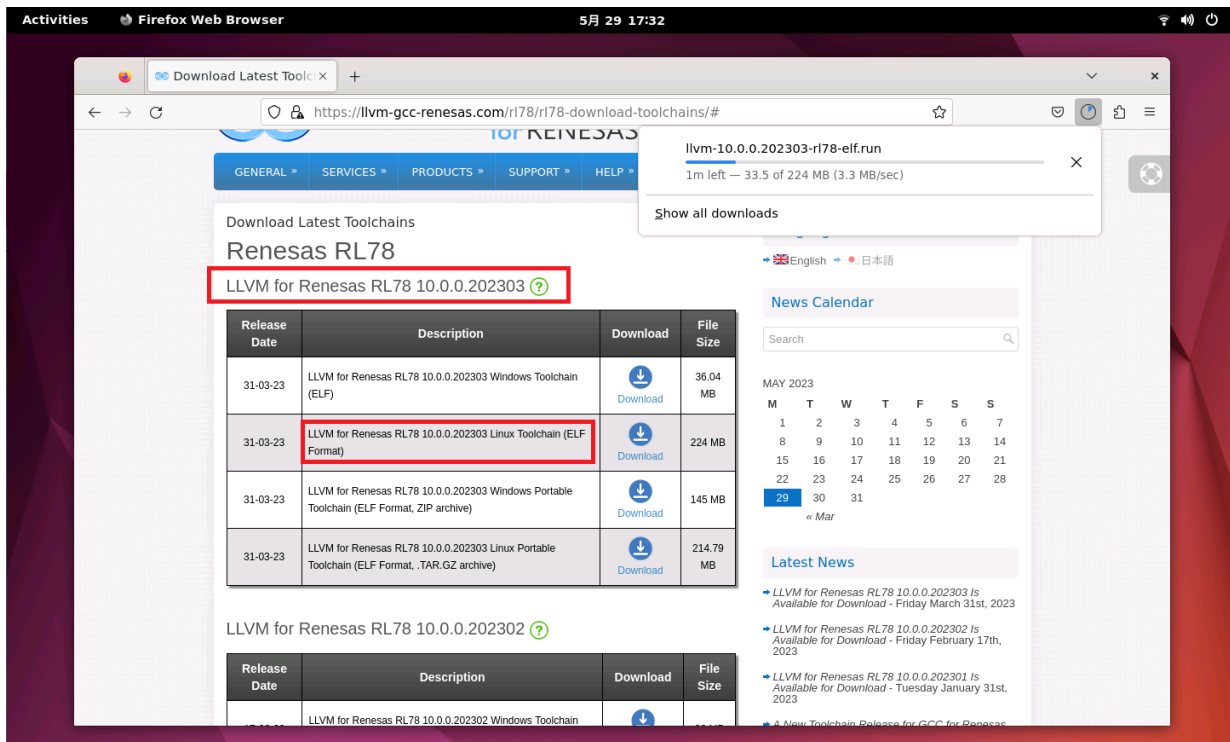 Activities Firefox Web Browser 5月 29 17:32
Download Latest Tool × +
https://llvm-gcc-renesas.com/rl78/rl78-download-toolchains/#
for RENESAS
GENERAL » SERVICES » PRODUCTS » SUPPORT » HELP »
llvm-10.0.0.202303-rl78-elf.run
1m left — 33.5 of 224 MB (3.3 MB/sec)
Show all downloads
Download Latest Toolchains
Renesas RL78
LLVM for Renesas RL78 10.0.0.202303 ?
Release Date Description Download File Size
31-03-23 LLVM for Renesas RL78 10.0.0.202303 Windows Toolchain
(ELF) Download 36.04 MB
31-03-23 LLVM for Renesas RL78 10.0.0.202303 Linux Toolchain (ELF
Format) Download 224 MB
31-03-23 LLVM for Renesas RL78 10.0.0.202303 Windows Portable
Toolchain (ELF Format, ZIP archive) Download 145 MB
31-03-23 LLVM for Renesas RL78 10.0.0.202303 Linux Portable
Toolchain (ELF Format, .TAR.GZ archive) Download 214.79 MB
LLVM for Renesas RL78 10.0.0.202302 ?
Release Date Description Download File Size
LLVM for Renesas RL78 10.0.0.202302 Windows Toolchain
English 日本語
News Calendar
Search
MAY 2023
M T W T F S S
1 2 3 4 5 6 7
8 9 10 11 12 13 14
15 16 17 18 19 20 21
22 23 24 25 26 27 28
29 30 31
« Mar
Latest News
LLVM for Renesas RL78 10.0.0.202303 Is
Available for Download - Friday March 31st, 2023
LLVM for Renesas RL78 10.0.0.202302 Is
Available for Download - Friday February 17th,
2023
LLVM for Renesas RL78 10.0.0.202301 Is
Available for Download - Tuesday January 31st,
2023
A New Toolchain Release for GCC for Renesas